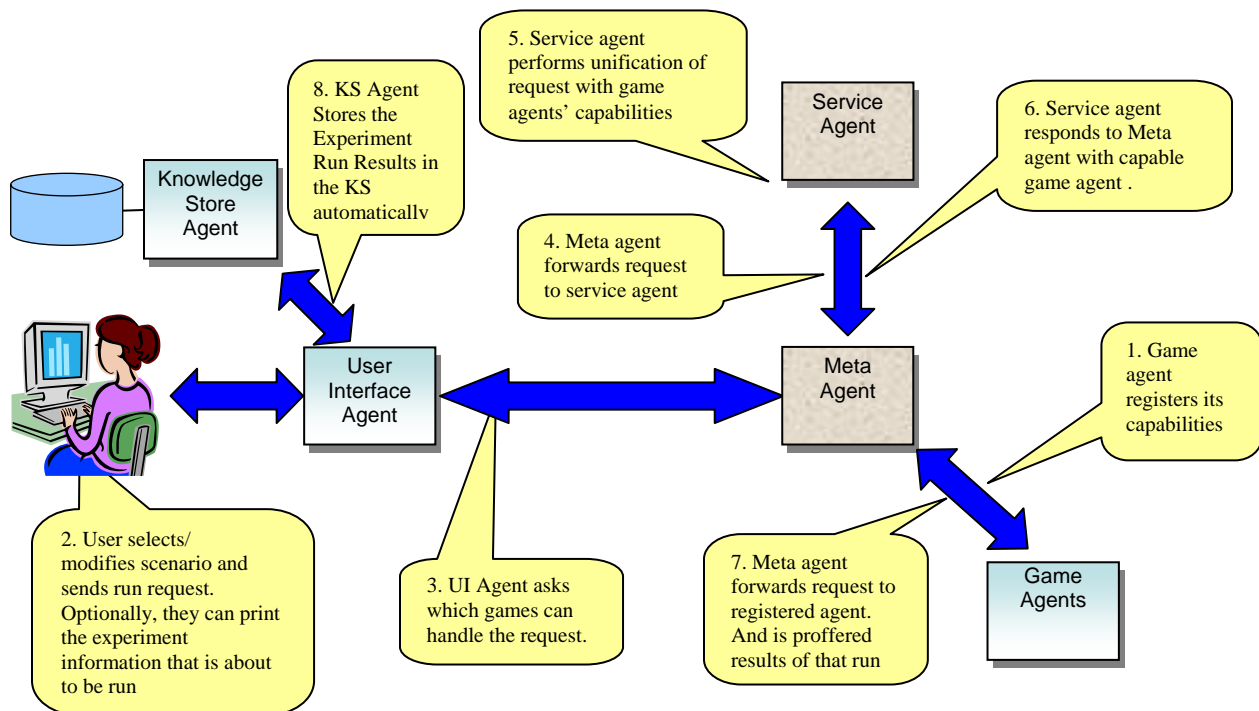 5. Service agent
performs unification of
request with game
agents' capabilities
8. KS Agent
Stores the
Experiment
Run Results in
the KS
automatically
Service
Agent
6. Service agent
responds to Meta
agent with capable
game agent .
Knowledge
Store
Agent
4. Meta agent
forwards request
to service agent
User
Interface
Agent
Meta
Agent
1. Game
agent
registers its
capabilities
2. User selects/
modifies scenario and
sends run request.
Optionally, they can print
the experiment
information that is about
to be run
3. UI Agent asks
which games can
handle the request.
7. Meta agent
forwards request to
registered agent.
And is proffered
results of that run
Game
Agents